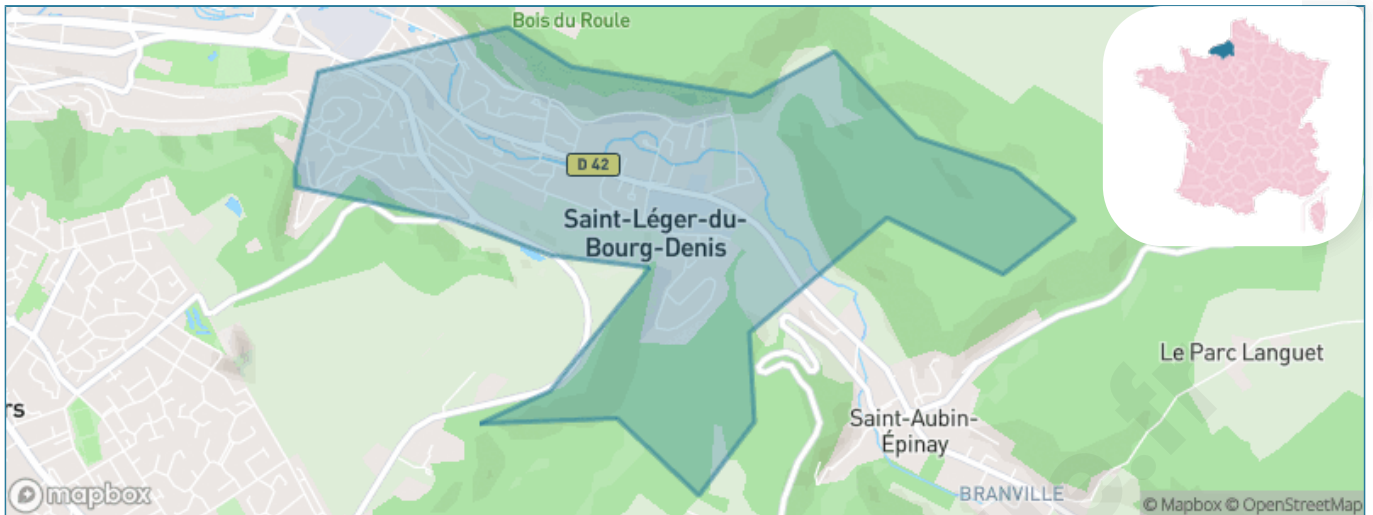 Bois du Roule
D 42
Saint-Léger-du-
Bourg-Denis
Le Parc Languet
rs
Saint-Aubin-
Épinay
BRANVILLE
mapbox
© Mapbox © OpenStreetMap